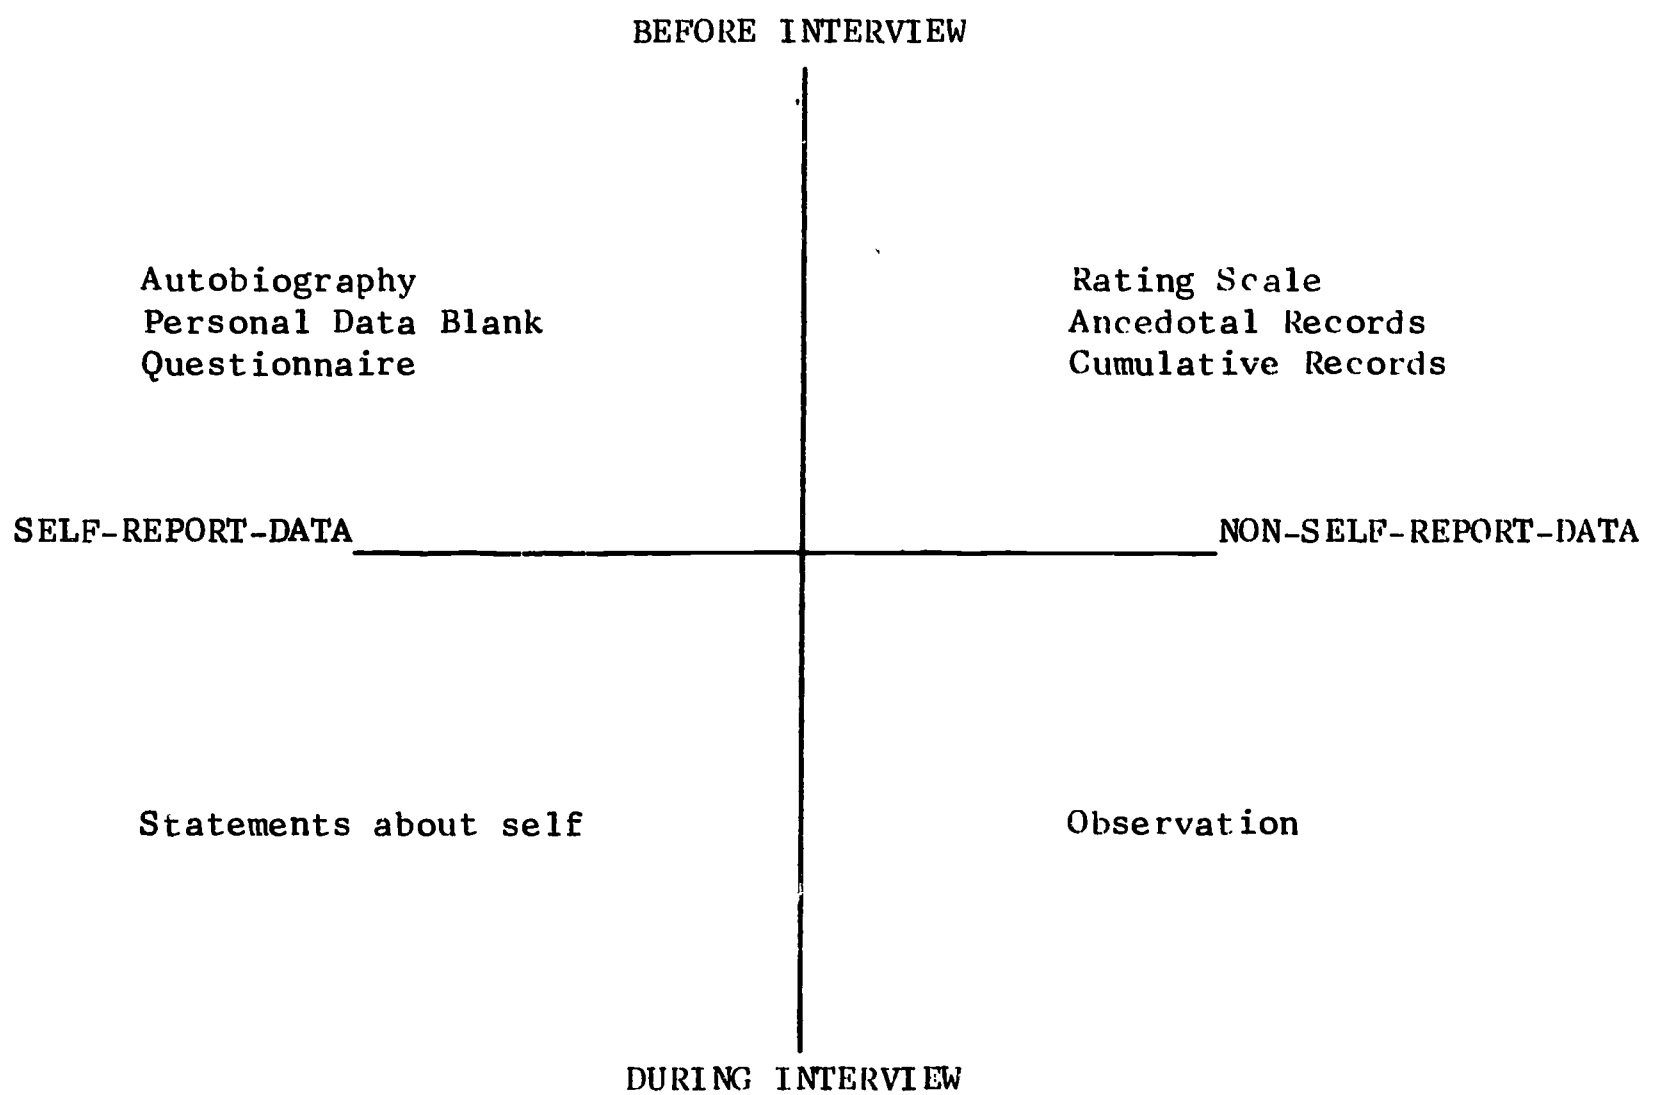 BEFORE INTERVIEW
Autobiography
Personal Data Blank
Questionnaire
Rating Scale
Ancedotal Records
Cumulative Records
SELF-REPORT-DATA
NON-SELF-REPORT-DATA
Statements about self
Observation
DURING INTERVIEW